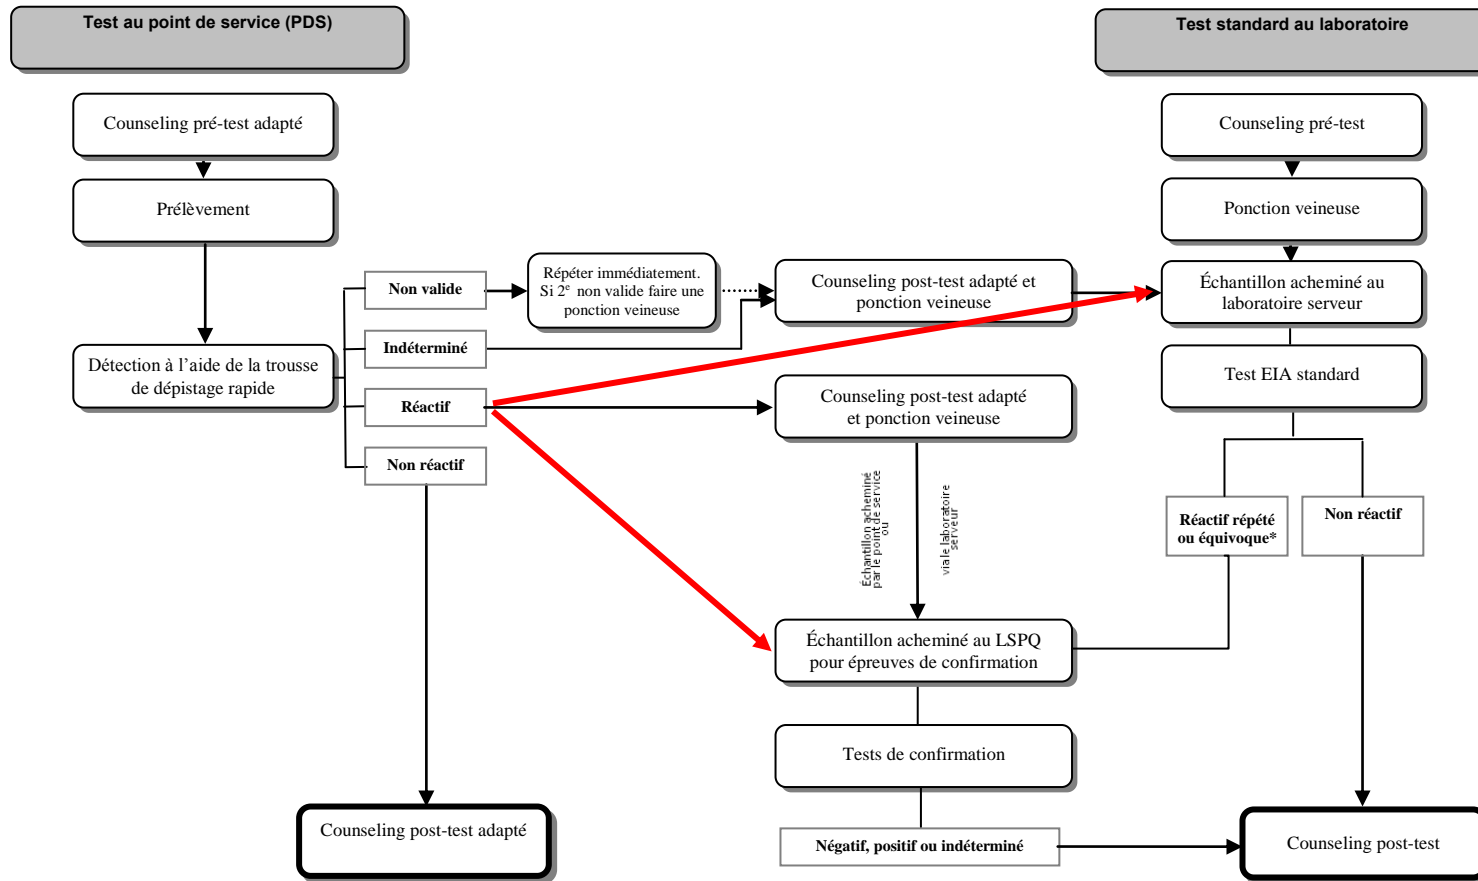 Test au point de service (PDS)
Test standard au laboratoire
Counseling pré-test adapté
Counseling pré-test
Prélèvement
Ponction veineuse
Non valide
Répéter immédiatement.
Si 2e non valide faire une
ponction veineuse
Counseling post-test adapté et
ponction veineuse
Échantillon acheminé au
laboratoire serveur
Indéterminé
Détection à l'aide de la trousse
de dépistage rapide
Test EIA standard
Réactif
Counseling post-test adapté
et ponction veineuse
Non réactif
Échantillon acheminé
par le point de service
ou
via le laboratoire
serveur
Réactif répété
ou équivoque*
Non réactif
Échantillon acheminé au LSPQ
pour épreuves de confirmation
Tests de confirmation
Counseling post-test adapté
Négatif, positif ou indéterminé
Counseling post-test